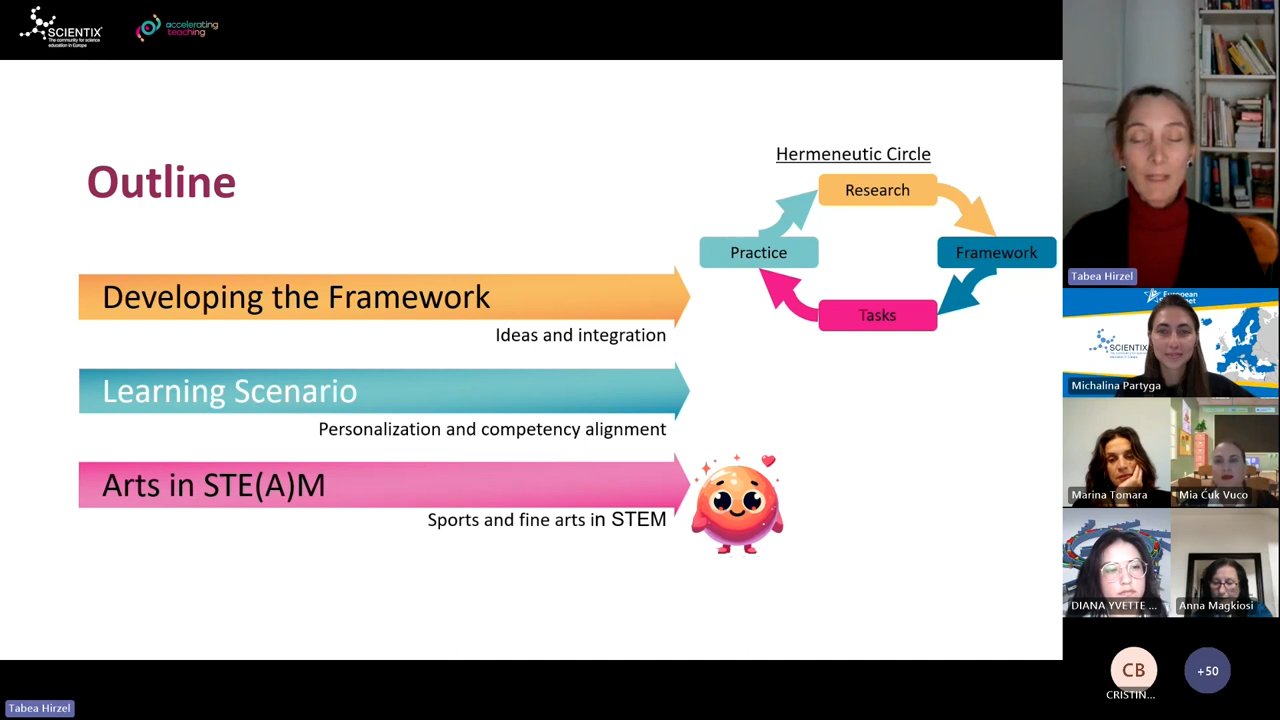 SCIENTIX
The community for science
education in Europe
accelerating
teaching
Outline
Hermeneutic Circle
Research
Practice
Framework
Tasks
Developing the Framework
Ideas and integration
Learning Scenario
Personalization and competency alignment
Arts in STE(A)M
Sports and fine arts in STEM
Tabea Hirzel
European
SCIENTIX
Michalina Partyga
Marina Tomara
Mia Ćuk Vuco
DIANA YVETTE ...
Anna Magkiosi
CB
CRISTIN...
+50
Tabea Hirzel